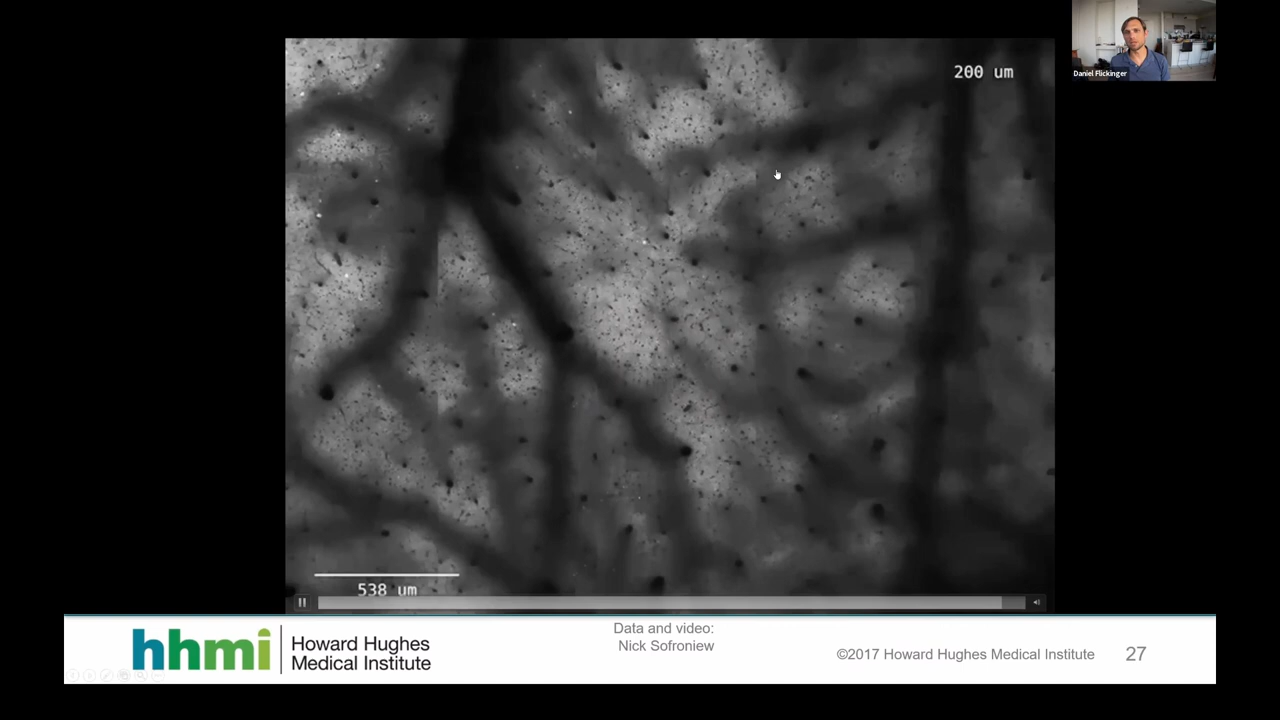 Daniel Flickinger
200 um
538 um
hhmi
Howard Hughes
Medical Institute
Data and video:
Nick Sofroniew
©2017 Howard Hughes Medical Institute
27